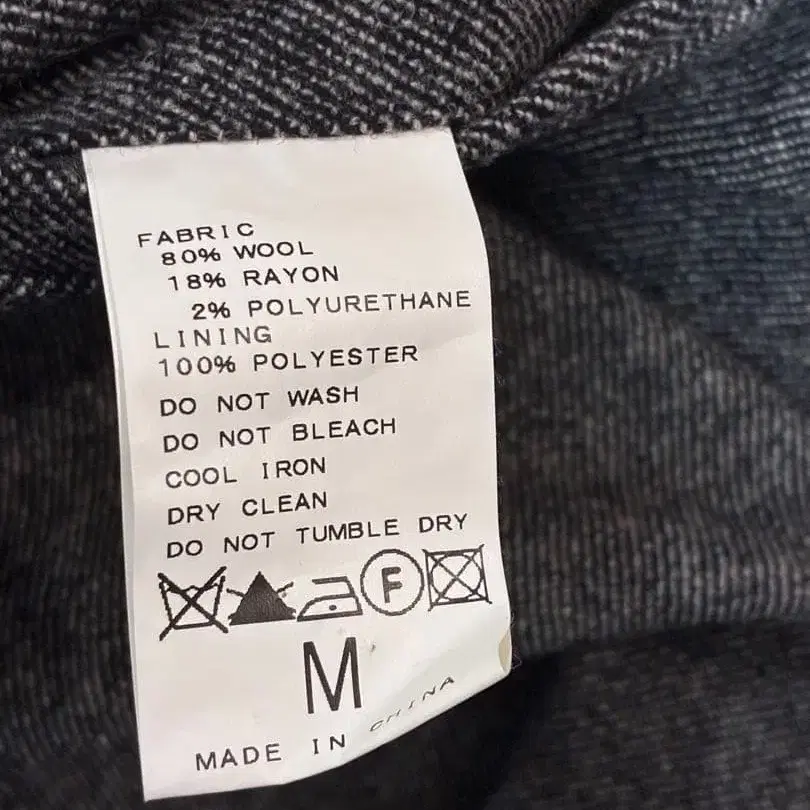 FABRIC
80% WOOL
18% RAYON
2% POLYURETHANE
LINING
100% POLYESTER
DO NOT WASH
DO NOT BLEACH
COOL IRON
DRY CLEAN
DO NOT TUMBLE DRY
F
M
MADE IN CHINA